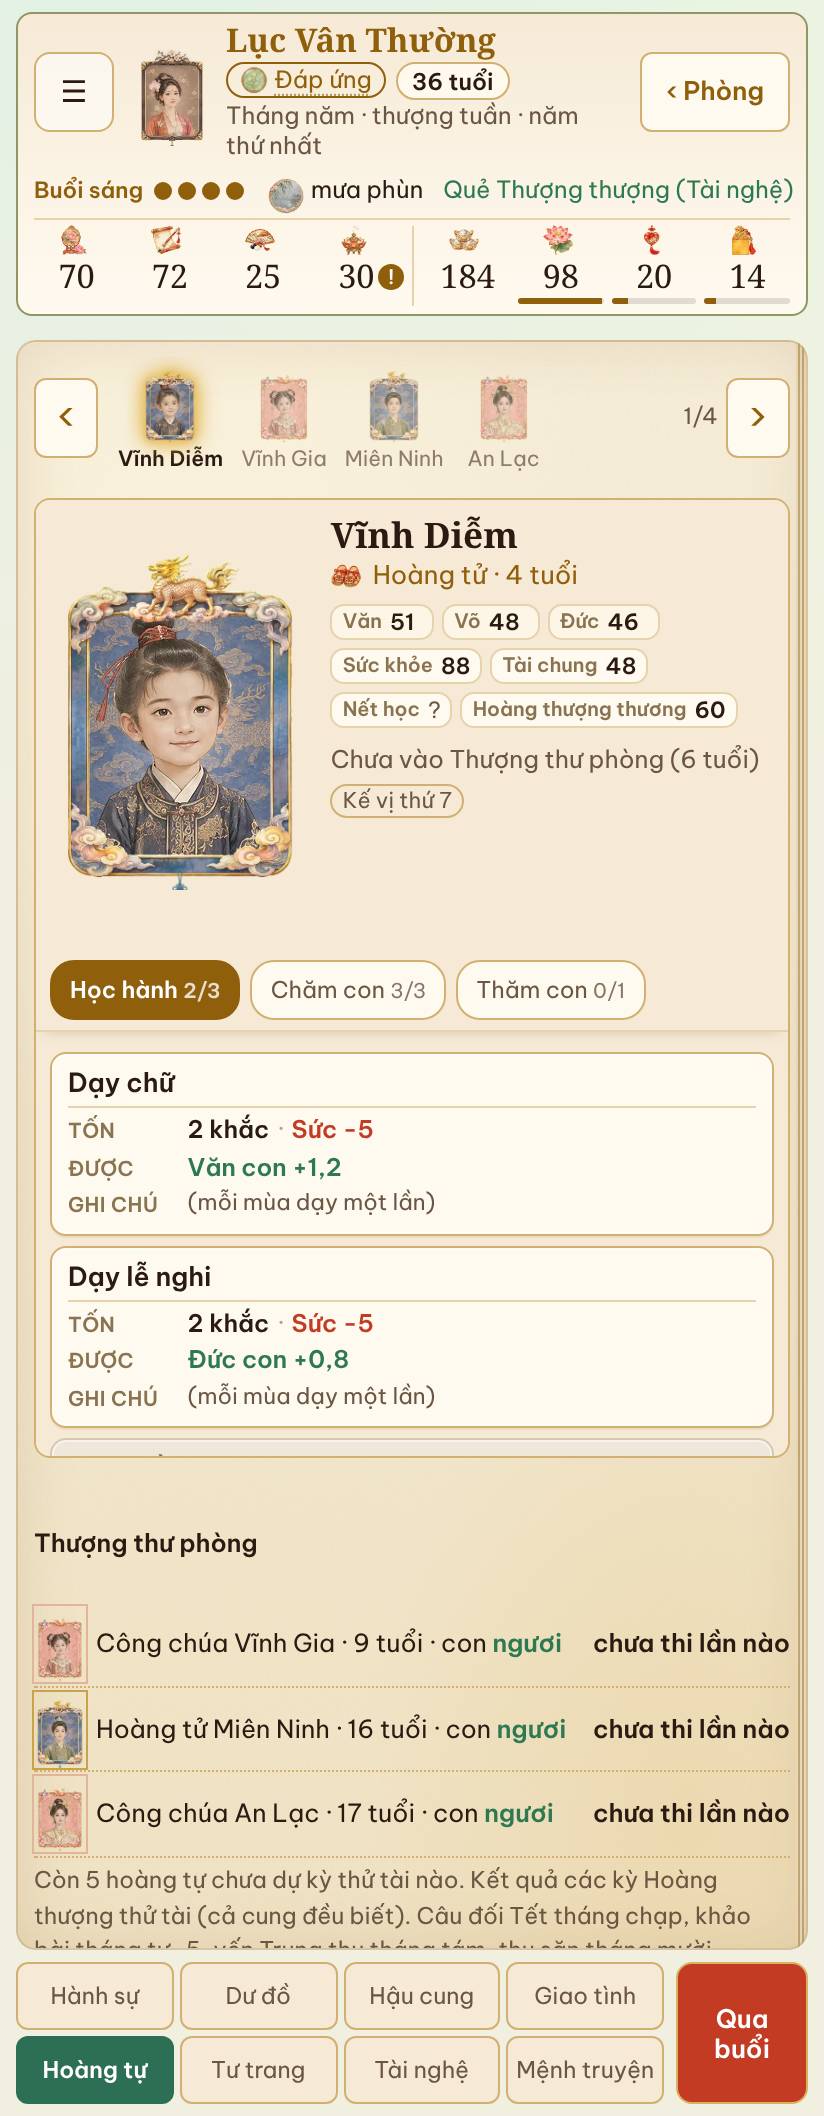 Lục Vân Thường
Đáp ứng 36 tuổi
Tháng năm · thượng tuần · năm thứ nhất
☰
‹ Phòng
Buổi sáng mưa phùn Quẻ Thượng thượng (Tài nghệ)
70 72 25 30 ! 184 98 20 14
‹ Vĩnh Diễm Vĩnh Gia Miên Ninh An Lạc 1/4 ›
Vĩnh Diễm
Hoàng tử · 4 tuổi
Văn 51 Võ 48 Đức 46
Sức khỏe 88 Tài chung 48
Nết học ? Hoàng thượng thương 60
Chưa vào Thượng thư phòng (6 tuổi)
Kế vị thứ 7
Học hành 2/3 Chăm con 3/3 Thăm con 0/1
Dạy chữ
TỐN 2 khắc · Sức -5
ĐƯỢC Văn con +1,2
GHI CHÚ (mỗi mùa dạy một lần)
Dạy lễ nghi
TỐN 2 khắc · Sức -5
ĐƯỢC Đức con +0,8
GHI CHÚ (mỗi mùa dạy một lần)
Thượng thư phòng
Công chúa Vĩnh Gia · 9 tuổi · con ngươi chưa thi lần nào
Hoàng tử Miên Ninh · 16 tuổi · con ngươi chưa thi lần nào
Công chúa An Lạc · 17 tuổi · con ngươi chưa thi lần nào
Còn 5 hoàng tự chưa dự kỳ thử tài nào. Kết quả các kỳ Hoàng
thượng thử tài (cả cung đều biết). Câu đối Tết tháng chạp, khảo
Hành sự Dư đồ Hậu cung Giao tình
Qua buổi
Hoàng tự Tư trang Tài nghệ Mệnh truyện